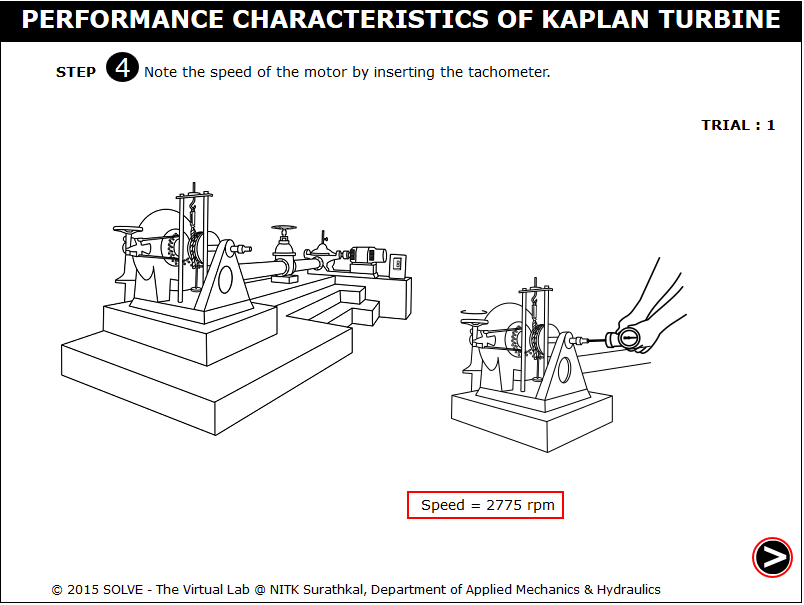 PERFORMANCE CHARACTERISTICS OF KAPLAN TURBINE
STEP 4 Note the speed of the motor by inserting the tachometer.
TRIAL : 1
Speed = 2775 rpm
© 2015 SOLVE - The Virtual Lab @ NITK Surathkal, Department of Applied Mechanics & Hydraulics